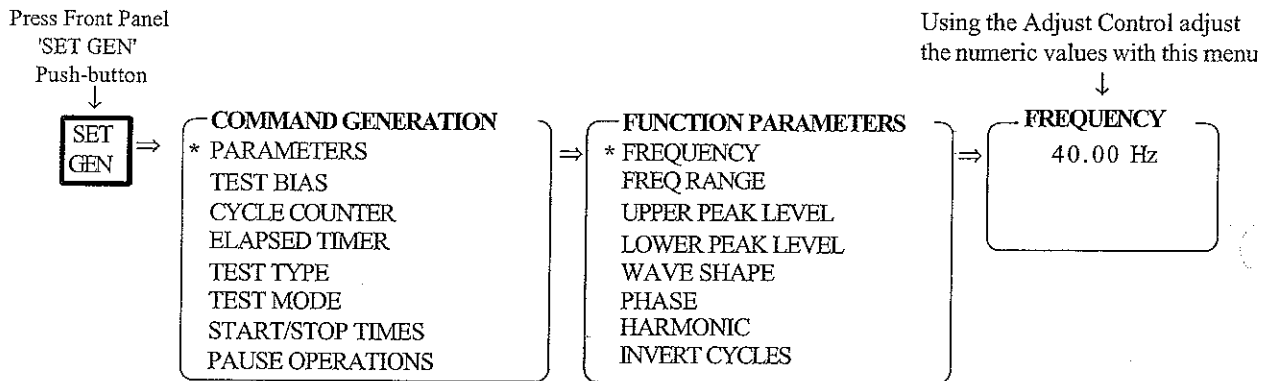 Press Front Panel
'SET GEN'
Push-button
↓
SET
GEN
⇒
COMMAND GENERATION
* PARAMETERS
TEST BIAS
CYCLE COUNTER
ELAPSED TIMER
TEST TYPE
TEST MODE
START/STOP TIMES
PAUSE OPERATIONS
⇒
FUNCTION PARAMETERS
* FREQUENCY
FREQ RANGE
UPPER PEAK LEVEL
LOWER PEAK LEVEL
WAVE SHAPE
PHASE
HARMONIC
INVERT CYCLES
⇒
Using the Adjust Control adjust
the numeric values with this menu
↓
FREQUENCY
40.00 Hz